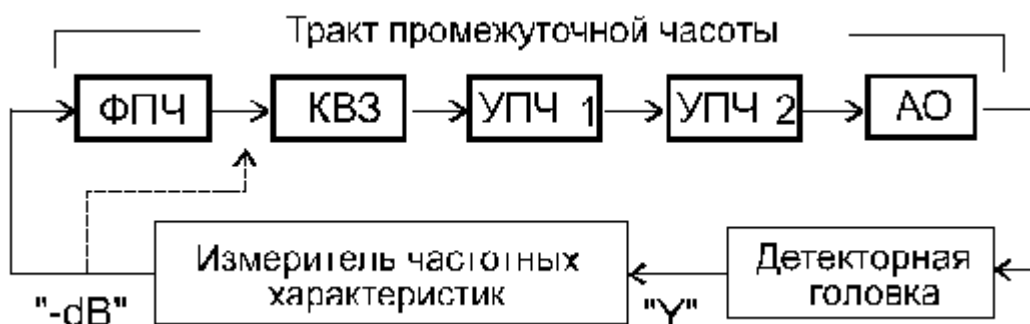 Тракт промежуточной часоты
ФПЧ
КВЗ
УПЧ 1
УПЧ 2
АО
Измеритель частотных
характеристик
Детекторная
головка
"-dB"
"Y"